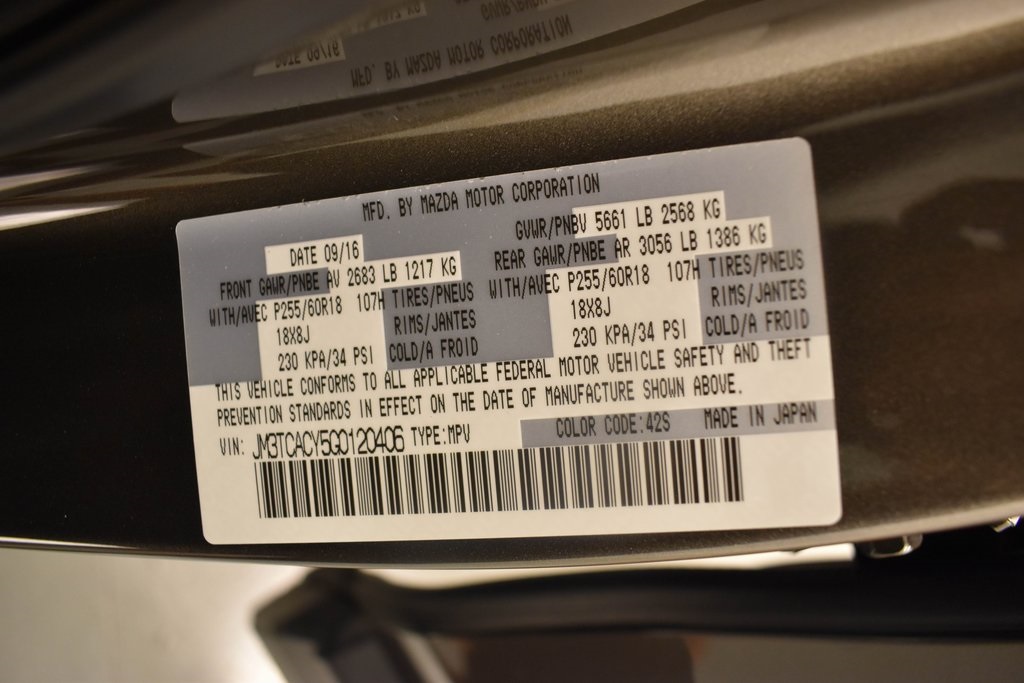 MFD. BY MAZDA MOTOR CORPORATION
DATE 09/16 GVWR/PNBV 5661 LB 2568 KG
FRONT GAWR/PNBE AV 2683 LB 1217 KG REAR GAWR/PNBE AR 3056 LB 1386 KG
WITH/AVEC P255/60R18 107H TIRES/PNEUS WITH/AVEC P255/60R18 107H TIRES/PNEUS
18X8J RIMS/JANTES 18X8J RIMS/JANTES
230 KPA/34 PSI COLD/A FROID 230 KPA/34 PSI COLD/A FROID
THIS VEHICLE CONFORMS TO ALL APPLICABLE FEDERAL MOTOR VEHICLE SAFETY AND THEFT
PREVENTION STANDARDS IN EFFECT ON THE DATE OF MANUFACTURE SHOWN ABOVE.
VIN: JM3TCACY5G0120406 TYPE:MPV COLOR CODE:42S MADE IN JAPAN